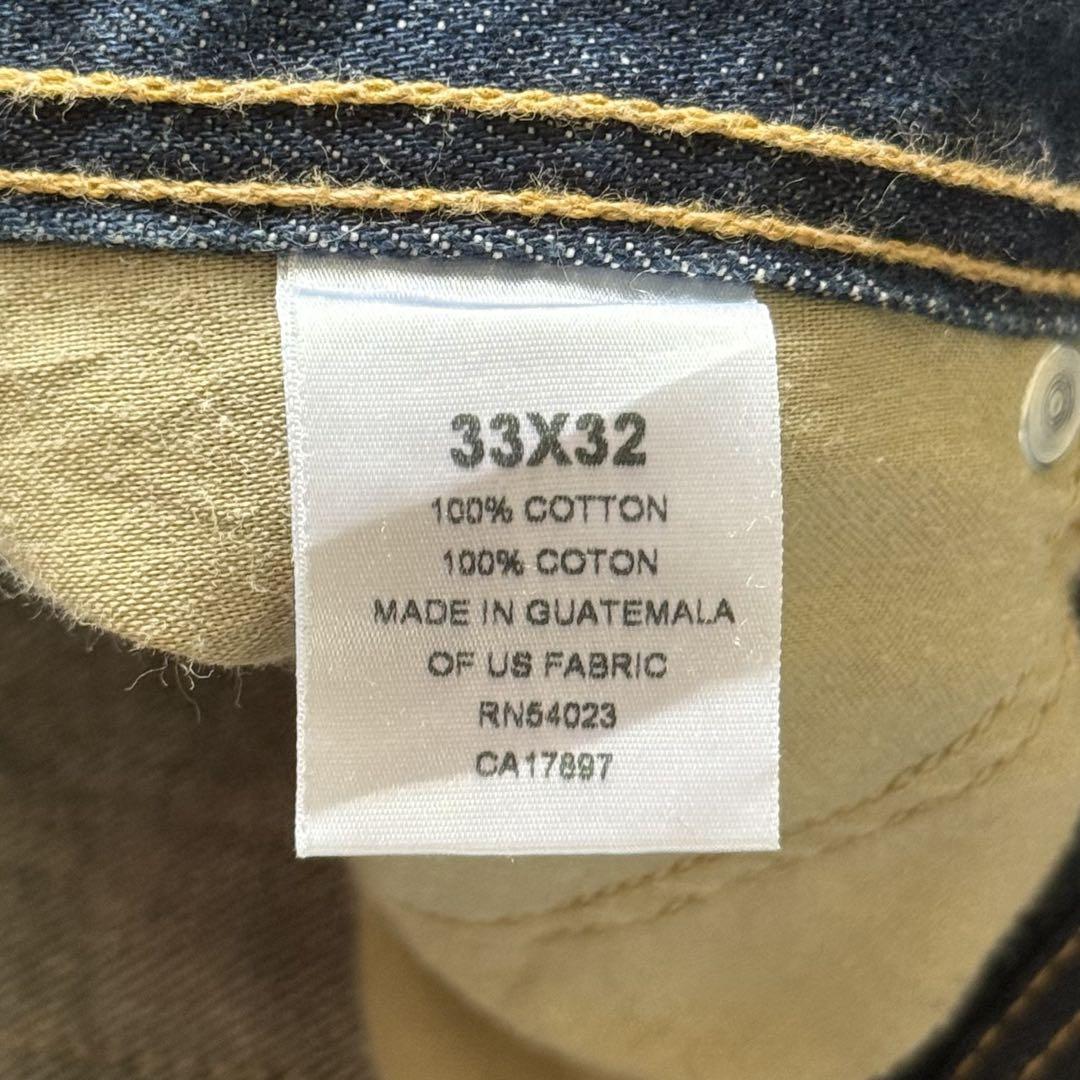 33X32
100% COTTON
100% COTON
MADE IN GUATEMALA
OF US FABRIC
RN54023
CA17897